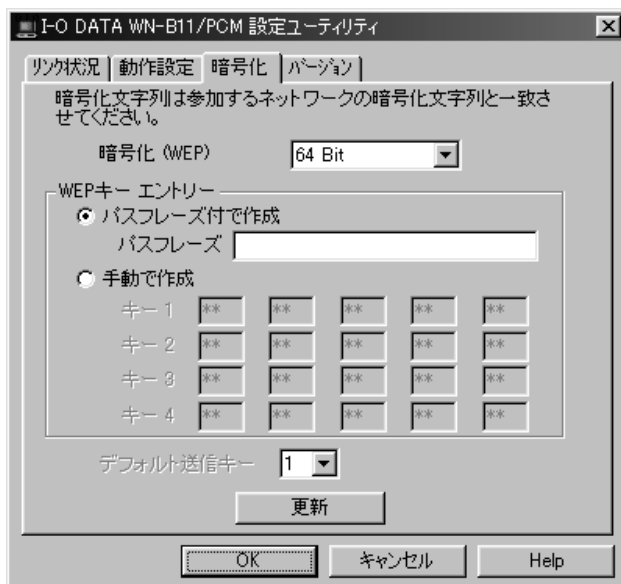 I-O DATA WN-B11/PCM 設定ユーティリティ
リンク状況 動作設定 暗号化 バージョン
暗号化文字列は参加するネットワークの暗号化文字列と一致さ
せてください。
暗号化 (WEP) 64 Bit
WEPキー エントリー
パスフレーズ付で作成
パスフレーズ
手動で作成
キー 1 ** ** ** ** **
キー 2 ** ** ** ** **
キー 3 ** ** ** ** **
キー 4 ** ** ** ** **
デフォルト送信キー 1
更新
OK キャンセル Help